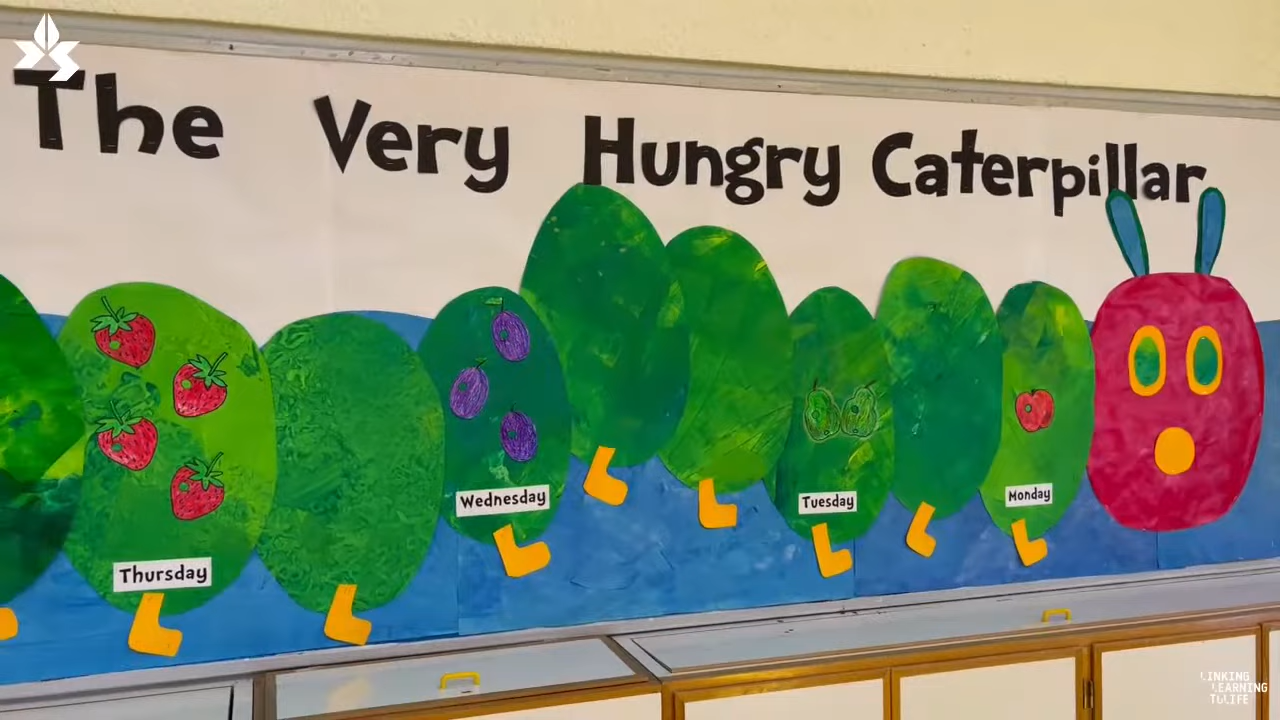 The Very Hungry Caterpillar
Thursday
Wednesday
Tuesday
Monday
LINKING
LEARNING
TO LIFE